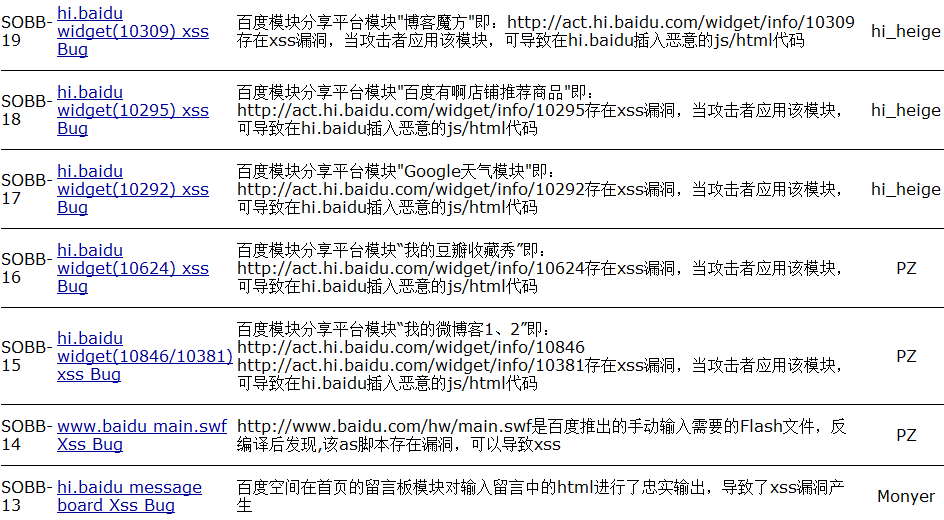 SOBB-
19
hi.baidu
widget(10309) xss
Bug
百度模块分享平台模块"博客魔方"即：http://act.hi.baidu.com/widget/info/10309
存在xss漏洞，当攻击者应用该模块，可导致在hi.baidu插入恶意的js/html代码
hi_heige
SOBB-
18
hi.baidu
widget(10295) xss
Bug
百度模块分享平台模块"百度有啊店铺推荐商品"即：
http://act.hi.baidu.com/widget/info/10295存在xss漏洞，当攻击者应用该模块，
可导致在hi.baidu插入恶意的js/html代码
hi_heige
SOBB-
17
hi.baidu
widget(10292) xss
Bug
百度模块分享平台模块"Google天气模块"即：
http://act.hi.baidu.com/widget/info/10292存在xss漏洞，当攻击者应用该模块，
可导致在hi.baidu插入恶意的js/html代码
hi_heige
SOBB-
16
hi.baidu
widget(10624) xss
Bug
百度模块分享平台模块“我的豆瓣收藏秀”即：
http://act.hi.baidu.com/widget/info/10624存在xss漏洞，当攻击者应用该模块，
可导致在hi.baidu插入恶意的js/html代码
PZ
SOBB-
15
hi.baidu
widget(10846/10381)
xss Bug
百度模块分享平台模块“我的微博客1、2”即：
http://act.hi.baidu.com/widget/info/10846
http://act.hi.baidu.com/widget/info/10381存在xss漏洞，当攻击者应用该模块，
可导致在hi.baidu插入恶意的js/html代码
PZ
SOBB-
14
www.baidu main.swf
Xss Bug
http://www.baidu.com/hw/main.swf是百度推出的手动输入需要的Flash文件，反
编译后发现,该as脚本存在漏洞，可以导致xss
PZ
SOBB-
13
hi.baidu message
board Xss Bug
百度空间在首页的留言板模块对输入留言中的html进行了忠实输出，导致了xss漏洞产
生
Monyer